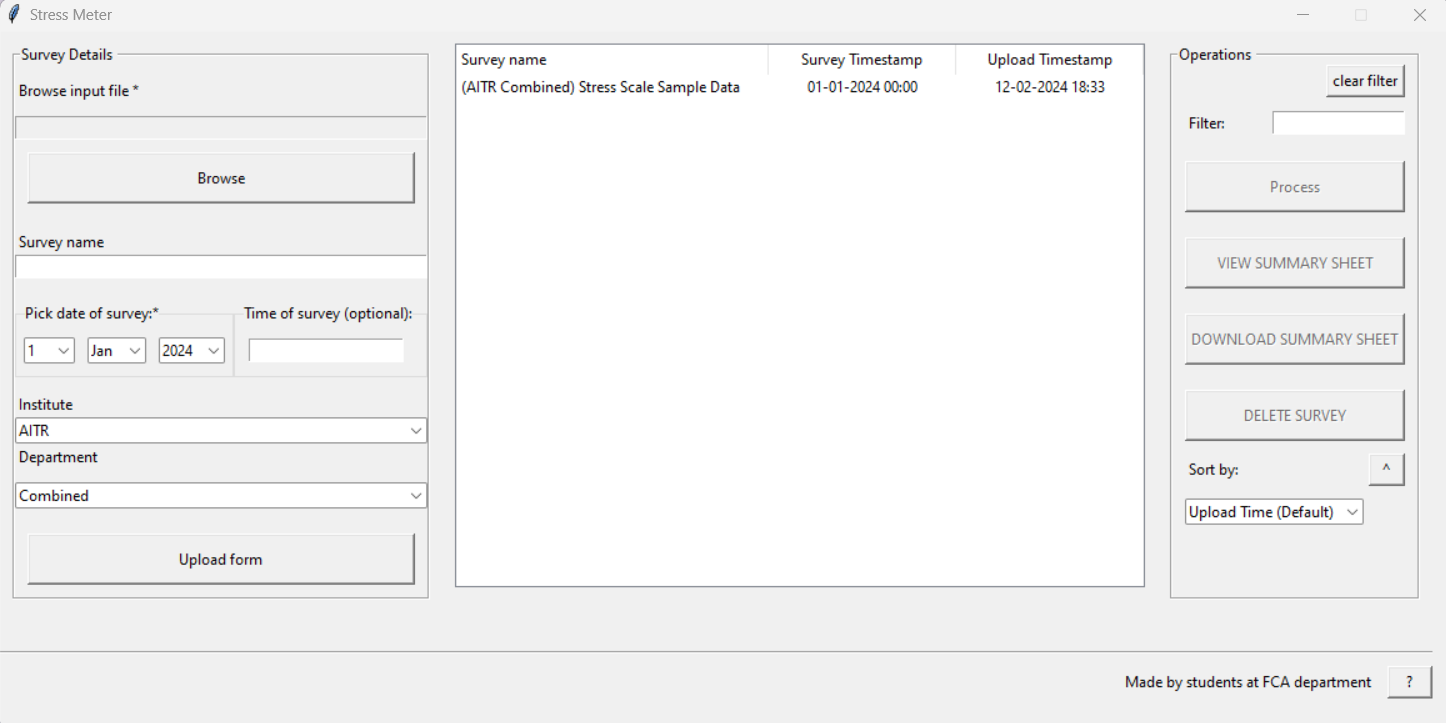 Stress Meter
Survey Details
Browse input file *
Browse
Survey name
Pick date of survey:*
Time of survey (optional):
1
Jan
2024
Institute
AITR
Department
Combined
Upload form
Survey name Survey Timestamp Upload Timestamp
(AITR Combined) Stress Scale Sample Data 01-01-2024 00:00 12-02-2024 18:33
Operations
clear filter
Filter:
Process
VIEW SUMMARY SHEET
DOWNLOAD SUMMARY SHEET
DELETE SURVEY
Sort by:
^
Upload Time (Default)
Made by students at FCA department
?